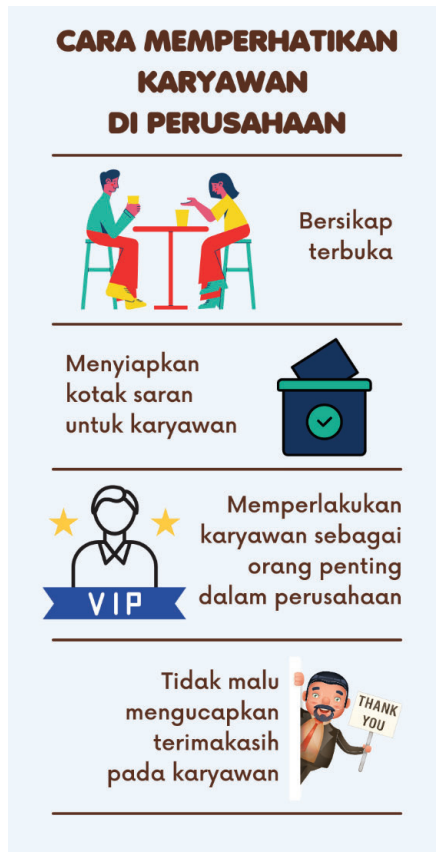 CARA MEMPERHATIKAN
KARYAWAN
DI PERUSAHAAN
Bersikap
terbuka
Menyiapkan
kotak saran
untuk karyawan
Memperlakukan
karyawan sebagai
orang penting
dalam perusahaan
VIP
Tidak malu
mengucapkan
terimakasih
pada karyawan
THANK
YOU